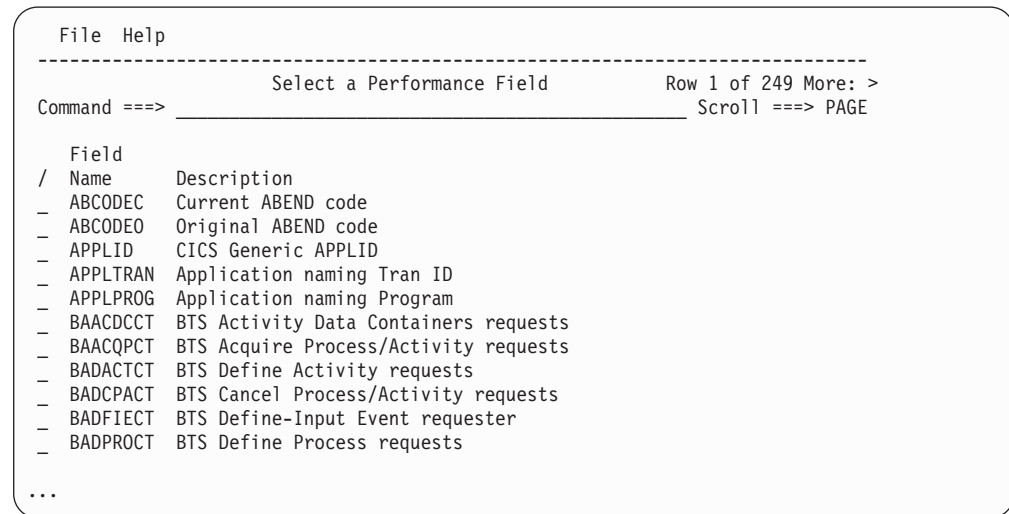 File Help
------------------------------------------------------------------------------
Select a Performance Field Row 1 of 249 More: >
Command ===> ________________________________________________ Scroll ===> PAGE
Field
/ Name Description
_ ABCODEC Current ABEND code
_ ABCODEO Original ABEND code
_ APPLID CICS Generic APPLID
_ APPLTRAN Application naming Tran ID
_ APPLPROG Application naming Program
_ BAACDCCT BTS Activity Data Containers requests
_ BAACQPCT BTS Acquire Process/Activity requests
_ BADACTCT BTS Define Activity requests
_ BADCPACT BTS Cancel Process/Activity requests
_ BADFIECT BTS Define-Input Event requester
_ BADPROCT BTS Define Process requests
...